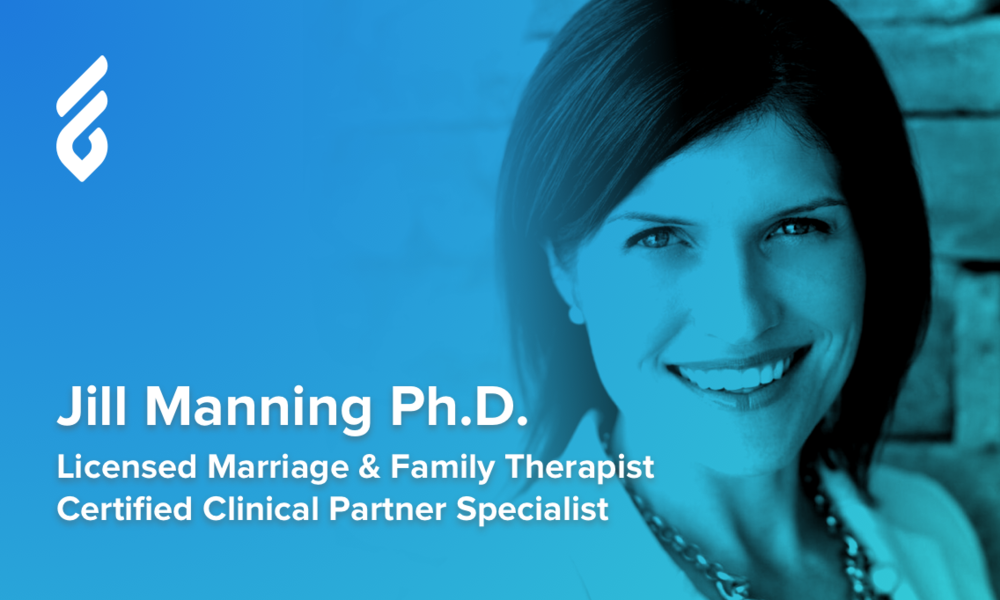 Jill Manning Ph.D.
Licensed Marriage & Family Therapist
Certified Clinical Partner Specialist